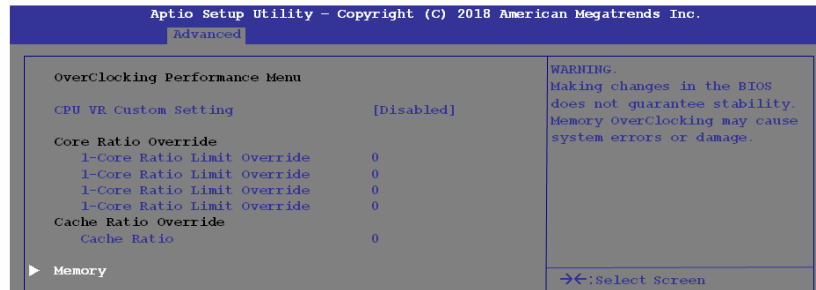 Aptio Setup Utility – Copyright (C) 2018 American Megatrends Inc.
Advanced
OverClocking Performance Menu
CPU VR Custom Setting [Disabled]
Core Ratio Override
1-Core Ratio Limit Override 0
1-Core Ratio Limit Override 0
1-Core Ratio Limit Override 0
1-Core Ratio Limit Override 0
Cache Ratio Override
Cache Ratio 0
▶ Memory
WARNING.
Making changes in the BIOS
does not guarantee stability.
Memory OverClocking may cause
system errors or damage.
→←:Select Screen